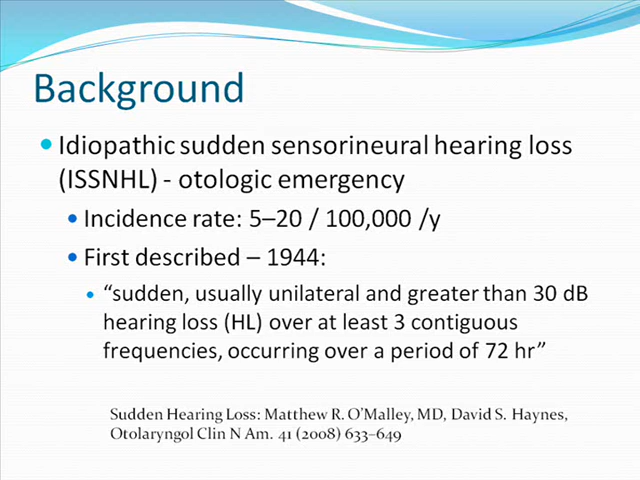 Background
Idiopathic sudden sensorineural hearing loss
(ISSNHL) - otologic emergency
Incidence rate: 5–20 / 100,000 /y
First described – 1944:
“sudden, usually unilateral and greater than 30 dB
hearing loss (HL) over at least 3 contiguous
frequencies, occurring over a period of 72 hr”
Sudden Hearing Loss: Matthew R. O’Malley, MD, David S. Haynes,
Otolaryngol Clin N Am. 41 (2008) 633–649